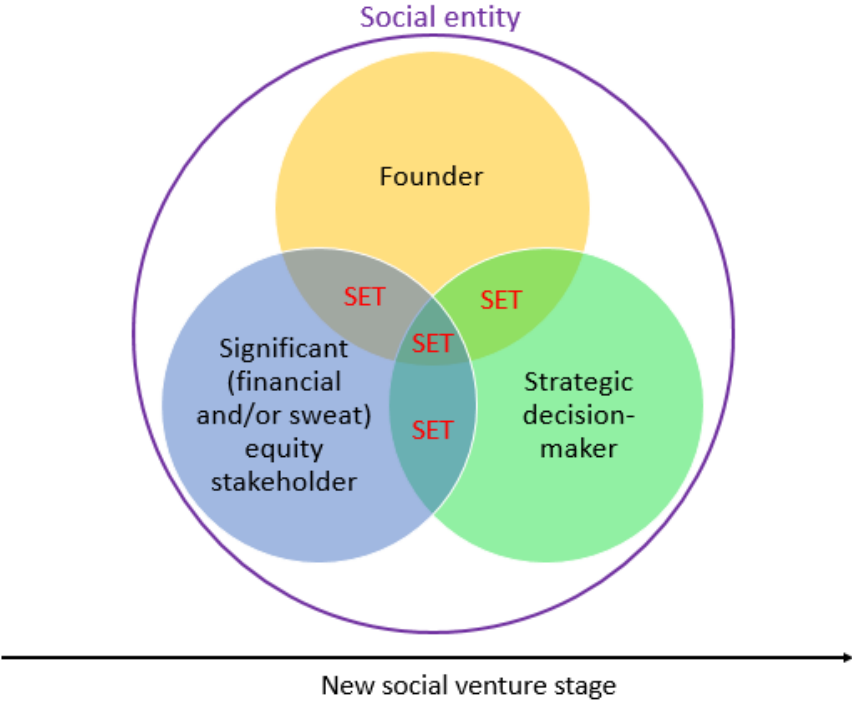 Social entity
Founder
SET
SET
SET
SET
Significant
(financial
and/or sweat)
equity
stakeholder
Strategic
decision-
maker
New social venture stage